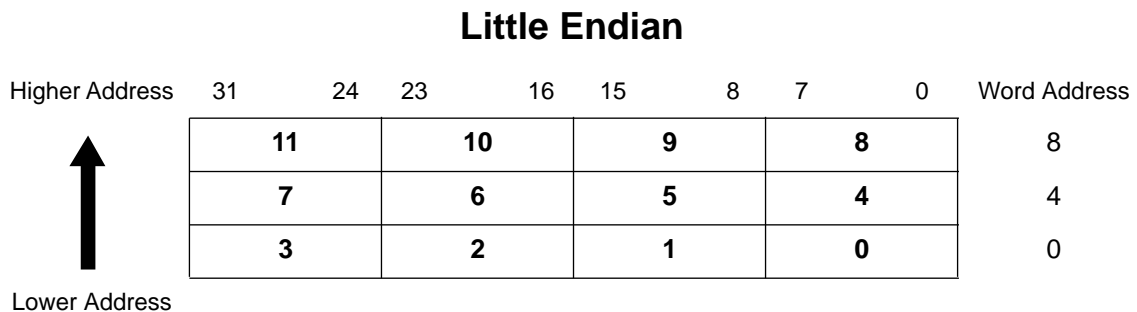 Little Endian
Higher Address 31 24 23 16 15 8 7 0 Word Address
11 10 9 8 8
7 6 5 4 4
3 2 1 0 0
Lower Address